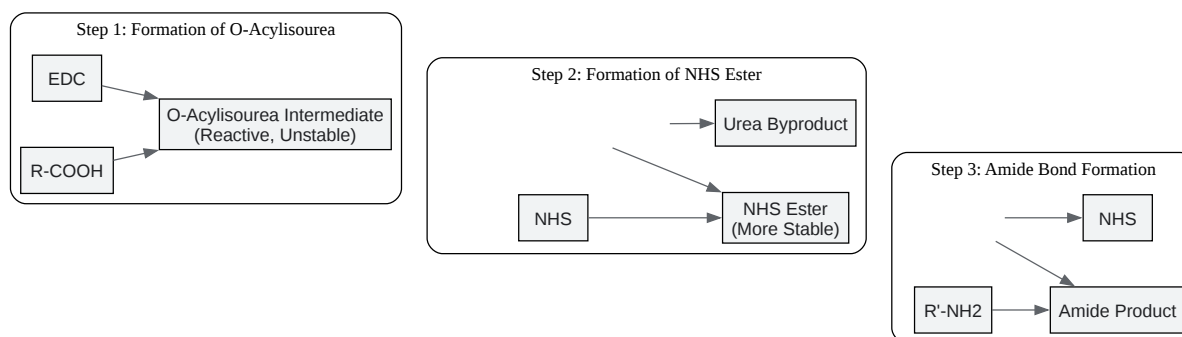 Step 1: Formation of O-Acylisourea
EDC
O-Acylisourea Intermediate
(Reactive, Unstable)
R-COOH
Step 2: Formation of NHS Ester
Urea Byproduct
NHS
NHS Ester
(More Stable)
Step 3: Amide Bond Formation
NHS
R'-NH2
Amide Product